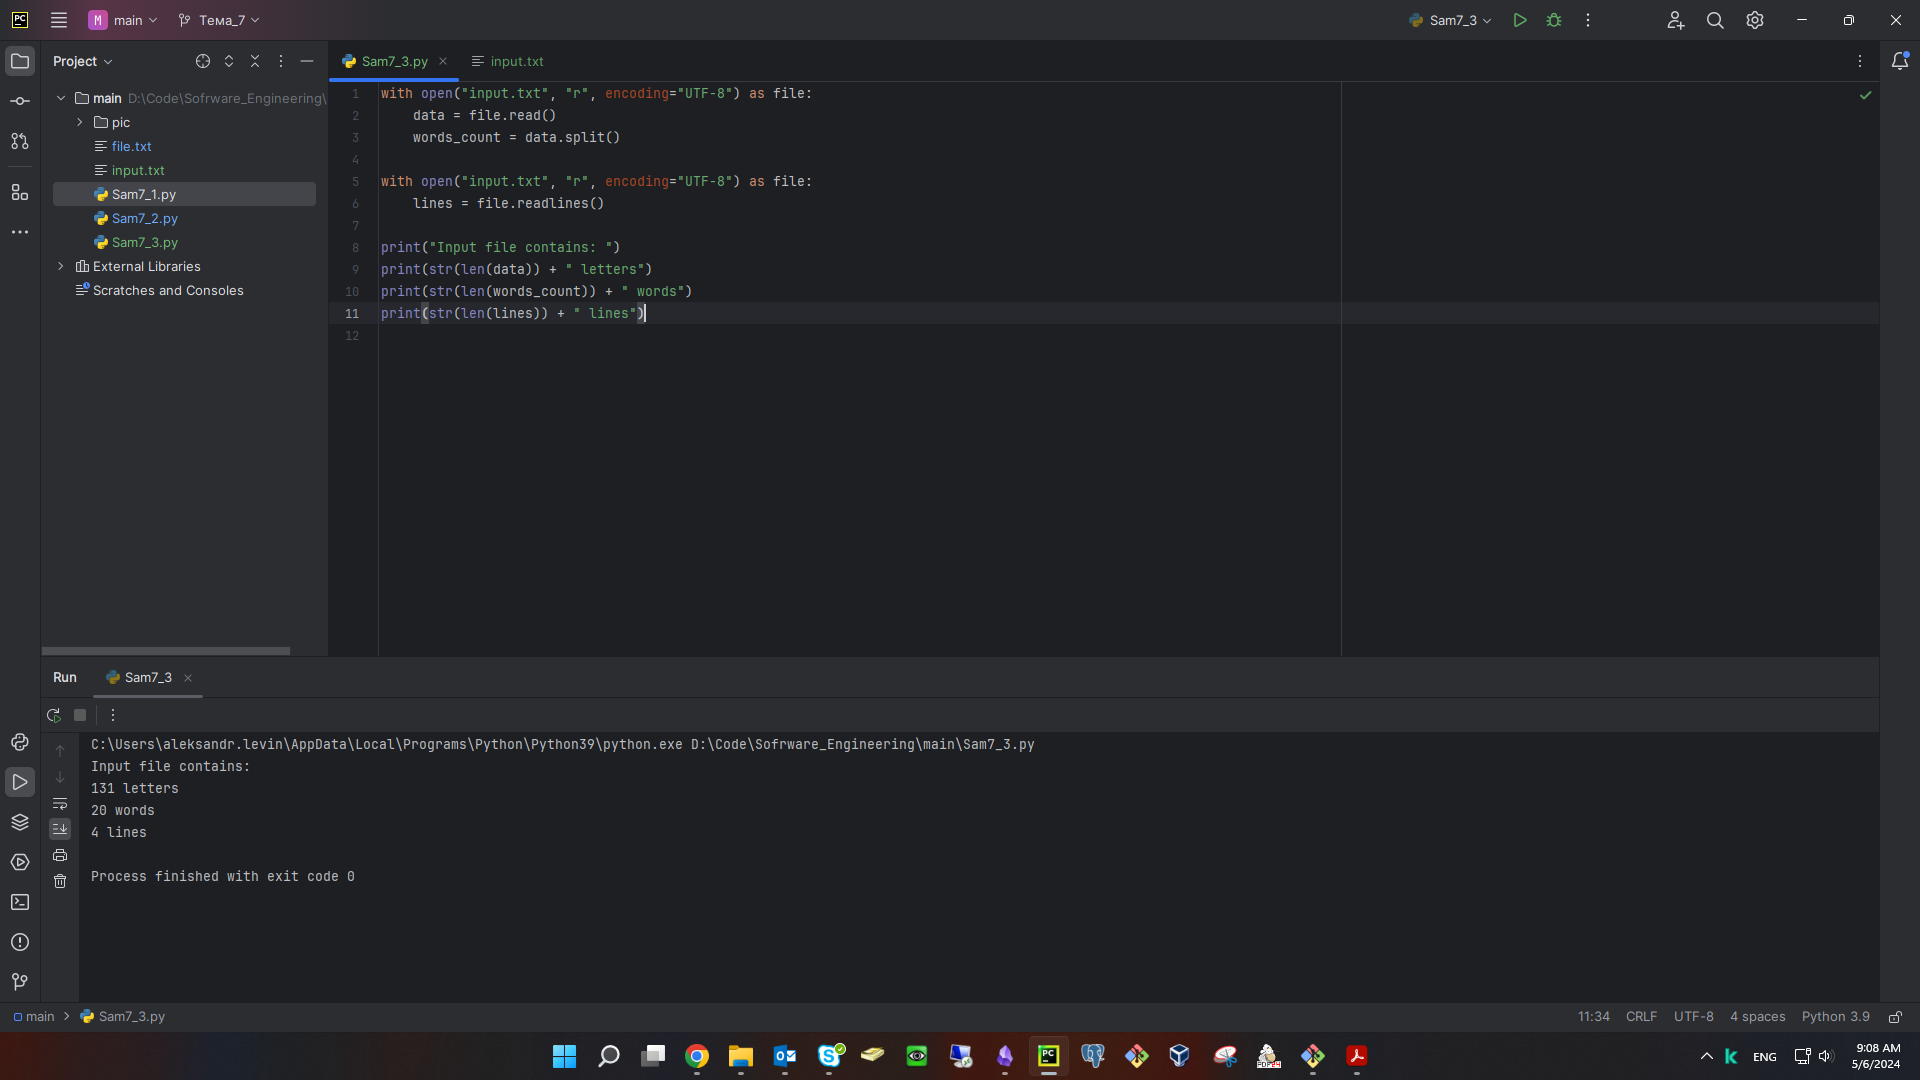 PC M main Тема_7 Sam7_3
Project
main D:\Code\Sofrware_Engineering\
pic
file.txt
input.txt
Sam7_1.py
Sam7_2.py
Sam7_3.py
External Libraries
Scratches and Consoles
Sam7_3.py input.txt
1 with open("input.txt", "r", encoding="UTF-8") as file:
2 data = file.read()
3 words_count = data.split()
4
5 with open("input.txt", "r", encoding="UTF-8") as file:
6 lines = file.readlines()
7
8 print("Input file contains: ")
9 print(str(len(data)) + " letters")
10 print(str(len(words_count)) + " words")
11 print(str(len(lines)) + " lines")
12
Run Sam7_3
C:\Users\aleksandr.levin\AppData\Local\Programs\Python\Python39\python.exe D:\Code\Sofrware_Engineering\main\Sam7_3.py
Input file contains:
131 letters
20 words
4 lines
Process finished with exit code 0
main Sam7_3.py 11:34 CRLF UTF-8 4 spaces Python 3.9
PC k ENG 9:08 AM
5/6/2024